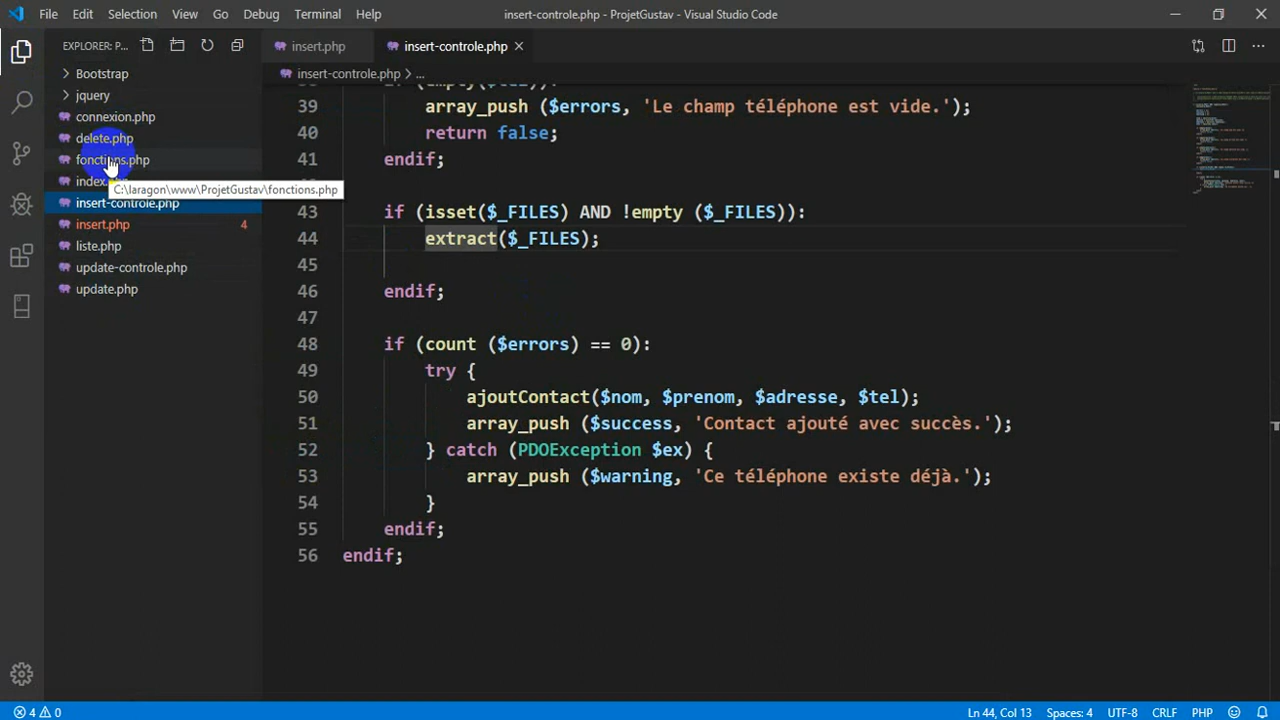 File Edit Selection View Go Debug Terminal Help insert-controle.php - ProjetGustav - Visual Studio Code
EXPLORER: P...
insert.php insert-controle.php
insert-controle.php > ...
Bootstrap
jquery
connexion.php
delete.php
fonctions.php
C:\laragon\www\ProjetGustav\fonctions.php
insert-controle.php
insert.php 4
liste.php
update-controle.php
update.php
39 array_push ($errors, 'Le champ téléphone est vide.');
40 return false;
41 endif;
43 if (isset($_FILES) AND !empty ($_FILES)):
44 extract($_FILES);
45
46 endif;
47
48 if (count ($errors) == 0):
49 try {
50 ajoutContact($nom, $prenom, $adresse, $tel);
51 array_push ($success, 'Contact ajouté avec succès.');
52 } catch (PDOException $ex) {
53 array_push ($warning, 'Ce téléphone existe déjà.');
54 }
55 endif;
56 endif;
4 0 Ln 44, Col 13 Spaces: 4 UTF-8 CRLF PHP